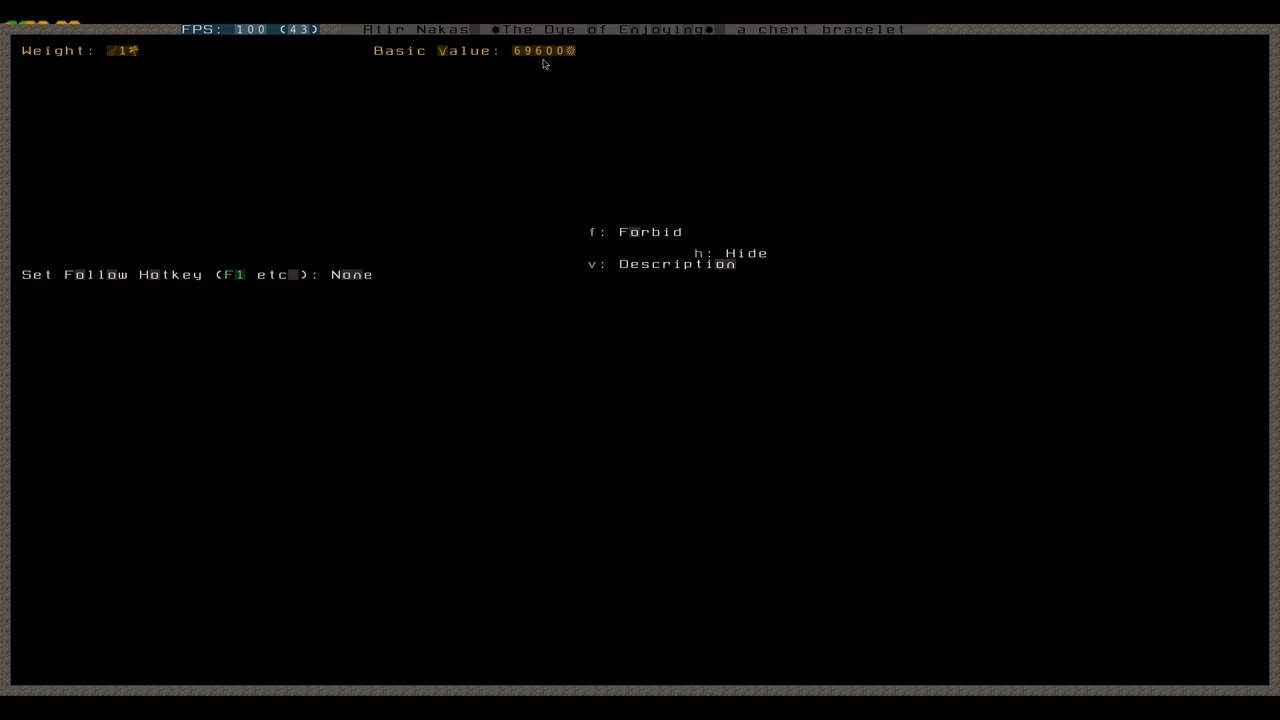 FPS: 100 (43) Atir Nakas The Dye of Enjoying a chert bracelet
Weight: 1 Basic Value: 69600☼
f: Forbid
h: Hide
v: Description
Set Follow Hotkey (F1 etc ): None